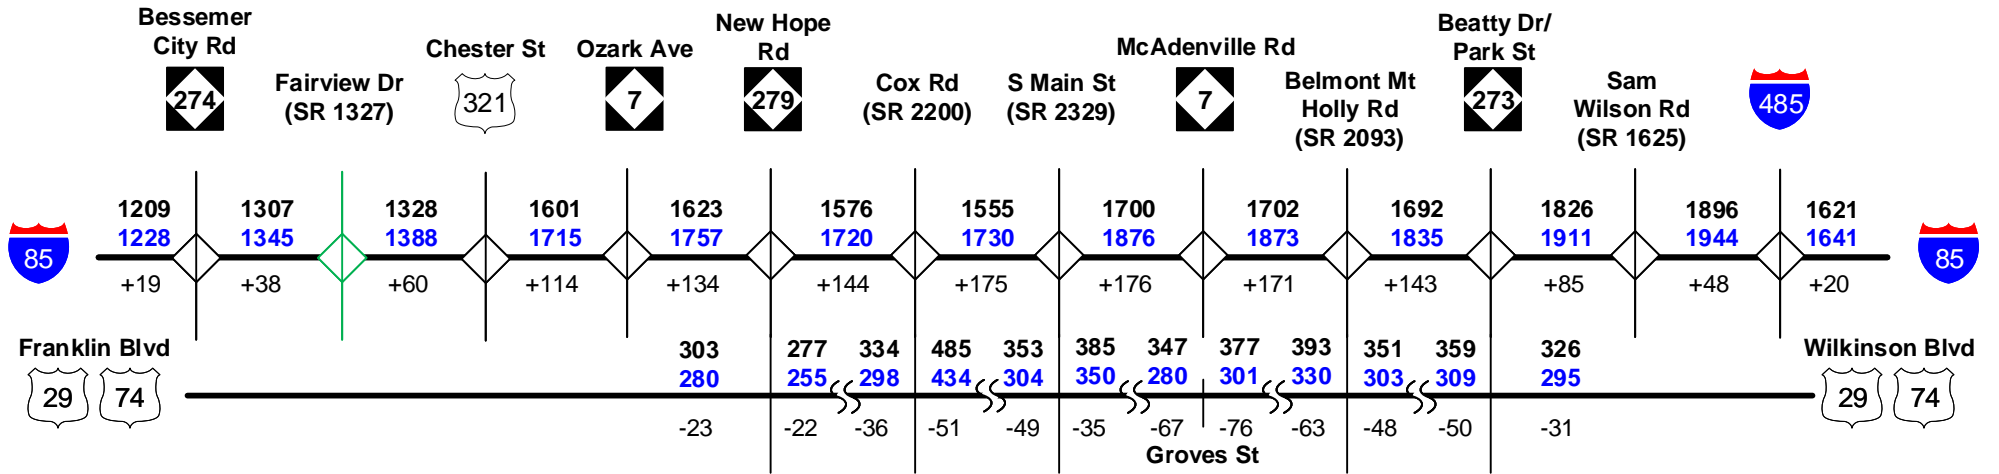 Bessemer
City Rd
274
Fairview Dr
(SR 1327)
Chester St
321
Ozark Ave
7
New Hope
Rd
279
Cox Rd
(SR 2200)
S Main St
(SR 2329)
McAdenville Rd
7
Belmont Mt
Holly Rd
(SR 2093)
Beatty Dr/
Park St
273
Sam
Wilson Rd
(SR 1625)
485
85
1209 1307 1328 1601 1623 1576 1555 1700 1702 1692 1826 1896 1621
1228 1345 1388 1715 1757 1720 1730 1876 1873 1835 1911 1944 1641
85
+19 +38 +60 +114 +134 +144 +175 +176 +171 +143 +85 +48 +20
Franklin Blvd
29 74
303 277 334 485 353 385 347 377 393 351 359 326
280 255 298 434 304 350 280 301 330 303 309 295
-23 -22 -36 -51 -49 -35 -67 -76 -63 -48 -50 -31
Groves St
Wilkinson Blvd
29 74